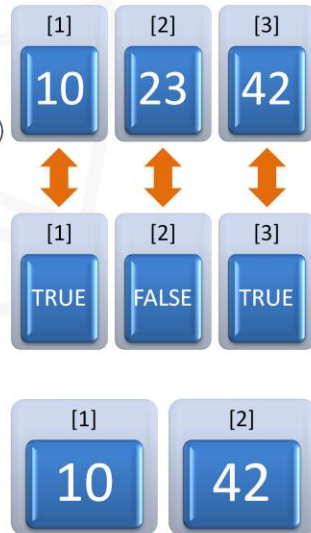 [1] [2] [3]
10 23 42
)
[1] [2] [3]
TRUE FALSE TRUE
[1] [2]
10 42